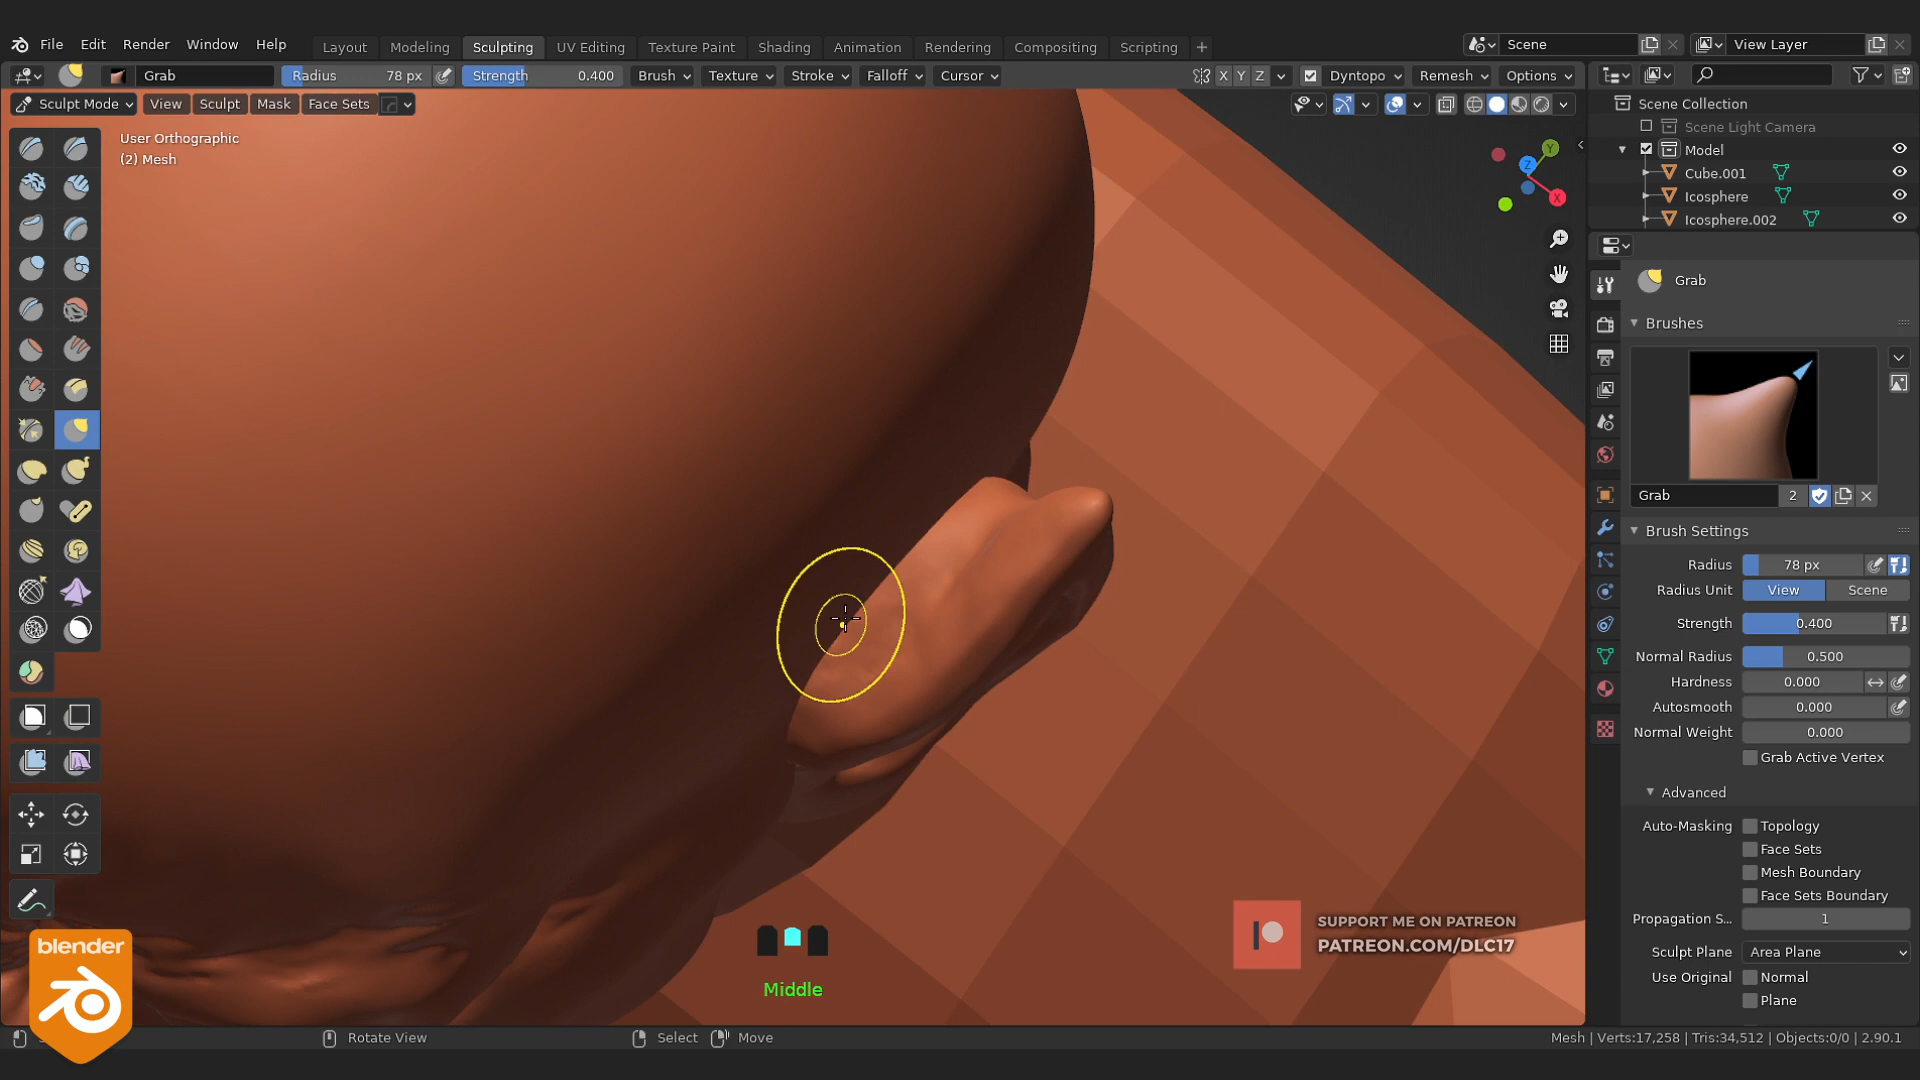 File Edit Render Window Help Layout Modeling Sculpting UV Editing Texture Paint Shading Animation Rendering Compositing Scripting + Scene View Layer
Grab Radius 78 px Strength 0.400 Brush Texture Stroke Falloff Cursor X Y Z Dyntopo Remesh Options
Sculpt Mode View Sculpt Mask Face Sets
User Orthographic
(2) Mesh
Y
Z
X
Scene Collection
Scene Light Camera
Model
Cube.001
Icosphere
Icosphere.002
Grab
Brushes
Grab 2
Brush Settings
Radius 78 px
Radius Unit View Scene
Strength 0.400
Normal Radius 0.500
Hardness 0.000
Autosmooth 0.000
Normal Weight 0.000
Grab Active Vertex
Advanced
Auto-Masking Topology
Face Sets
Mesh Boundary
Face Sets Boundary
Propagation S... 1
Sculpt Plane Area Plane
Use Original Normal
Plane
SUPPORT ME ON PATREON
PATREON.COM/DLC17
Middle
blender
Rotate View Select Move Mesh | Verts:17,258 | Tris:34,512 | Objects:0/0 | 2.90.1